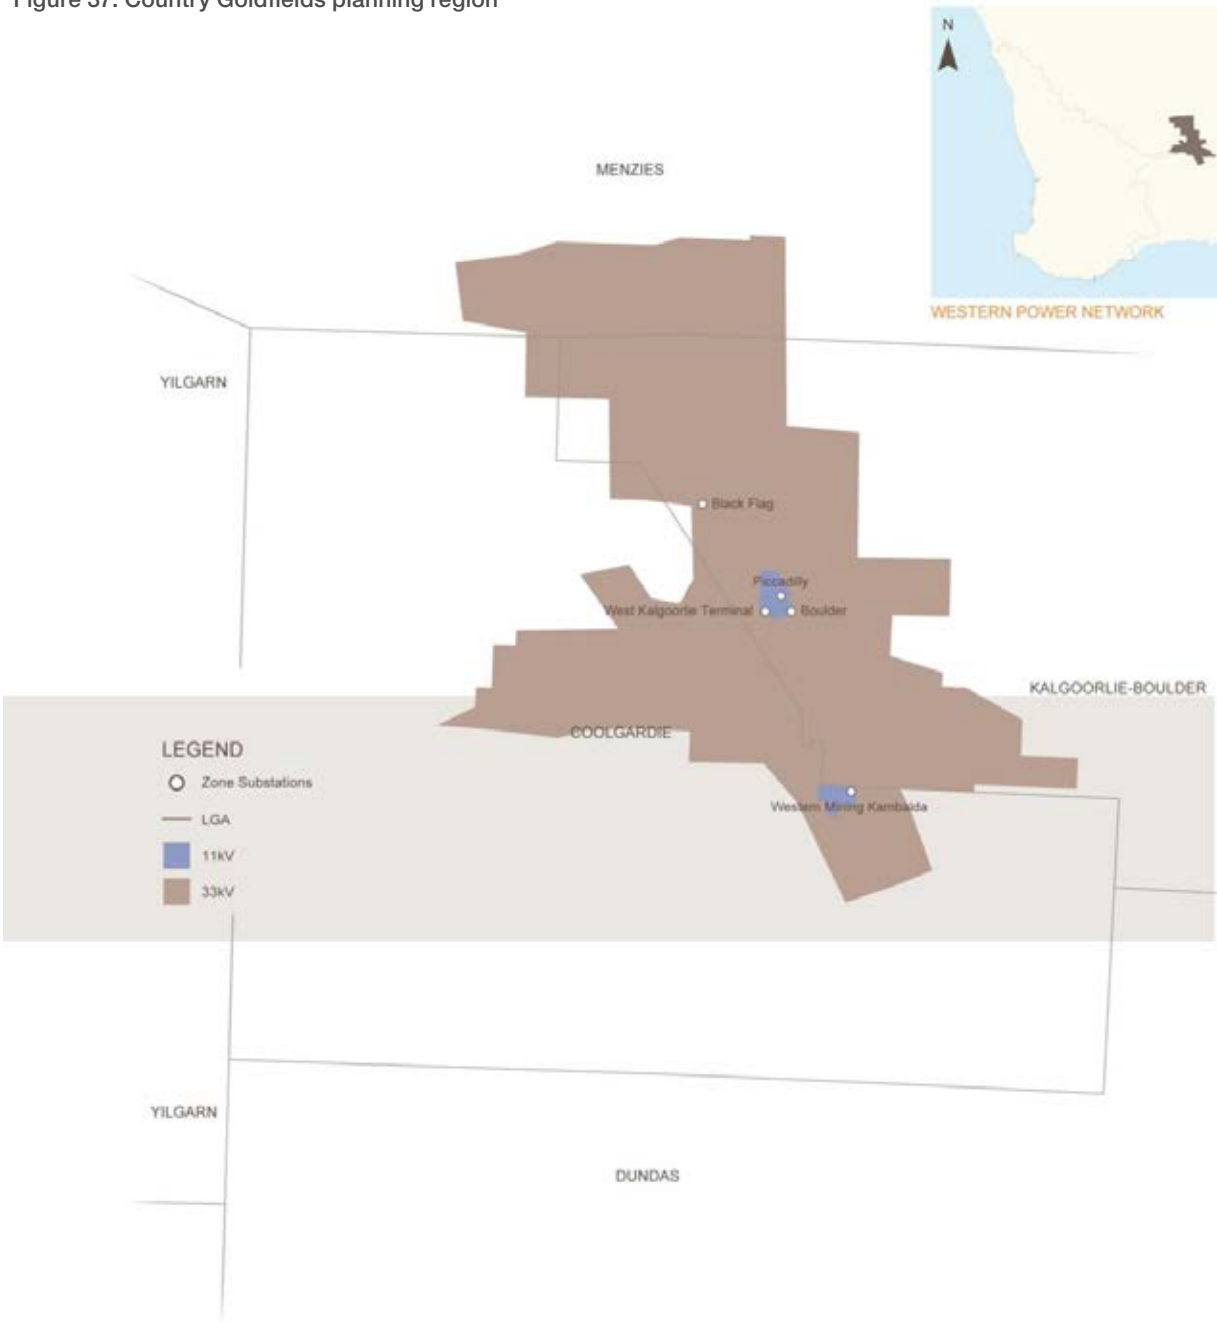 Figure 37. Country Goldfields planning region
N
WESTERN POWER NETWORK
MENZIES
YILGARN
Black Flag
Piccadilly
West Kalgoorlie Terminal
Boulder
KALGOORLIE-BOULDER
COOLGARDIE
LEGEND
Zone Substations
LGA
11kV
33kV
Western Mining Kambalda
YILGARN
DUNDAS